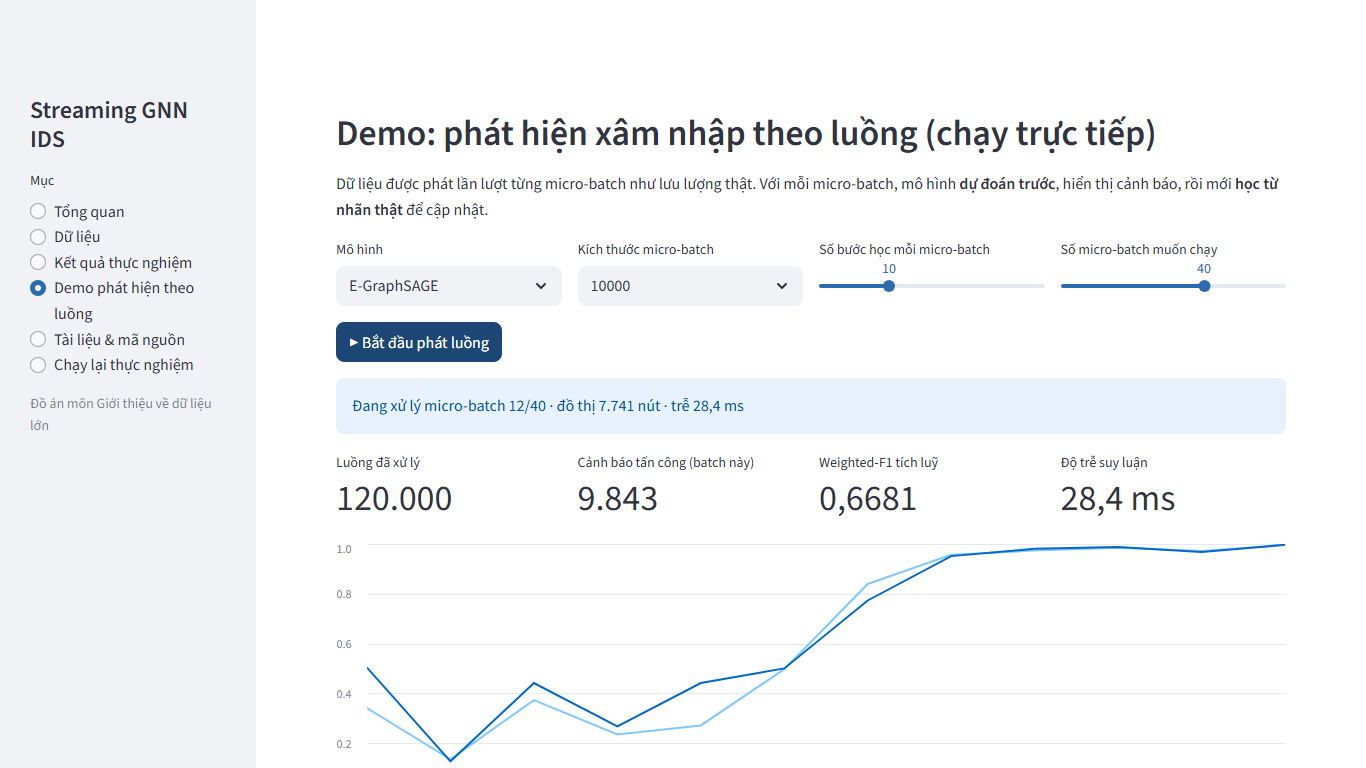 Streaming GNN
IDS
Mục
Tổng quan
Dữ liệu
Kết quả thực nghiệm
Demo phát hiện theo
luồng
Tài liệu & mã nguồn
Chạy lại thực nghiệm
Đồ án môn Giới thiệu về dữ liệu
lớn
Demo: phát hiện xâm nhập theo luồng (chạy trực tiếp)
Dữ liệu được phát lần lượt từng micro-batch như lưu lượng thật. Với mỗi micro-batch, mô hình dự đoán trước, hiển thị cảnh báo, rồi mới học từ
nhãn thật để cập nhật.
Mô hình
E-GraphSAGE
Kích thước micro-batch
10000
Số bước học mỗi micro-batch
10
Số micro-batch muốn chạy
40
▶ Bắt đầu phát luồng
Đang xử lý micro-batch 12/40 · đồ thị 7.741 nút · trễ 28,4 ms
Luồng đã xử lý
120.000
Cảnh báo tấn công (batch này)
9.843
Weighted-F1 tích luỹ
0,6681
Độ trễ suy luận
28,4 ms
1.0
0.8
0.6
0.4
0.2